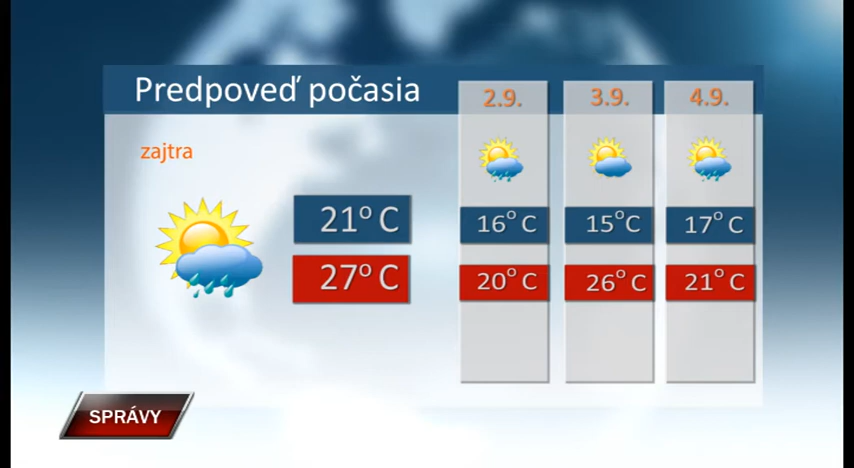 Predpoveď počasia
zajtra
21° C
27° C
2.9.
16° C
20° C
3.9.
15°C
26° C
4.9.
17° C
21° C
SPRÁVY